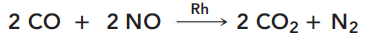 Rh
2 CO + 2 NO → 2 CO₂ + N₂